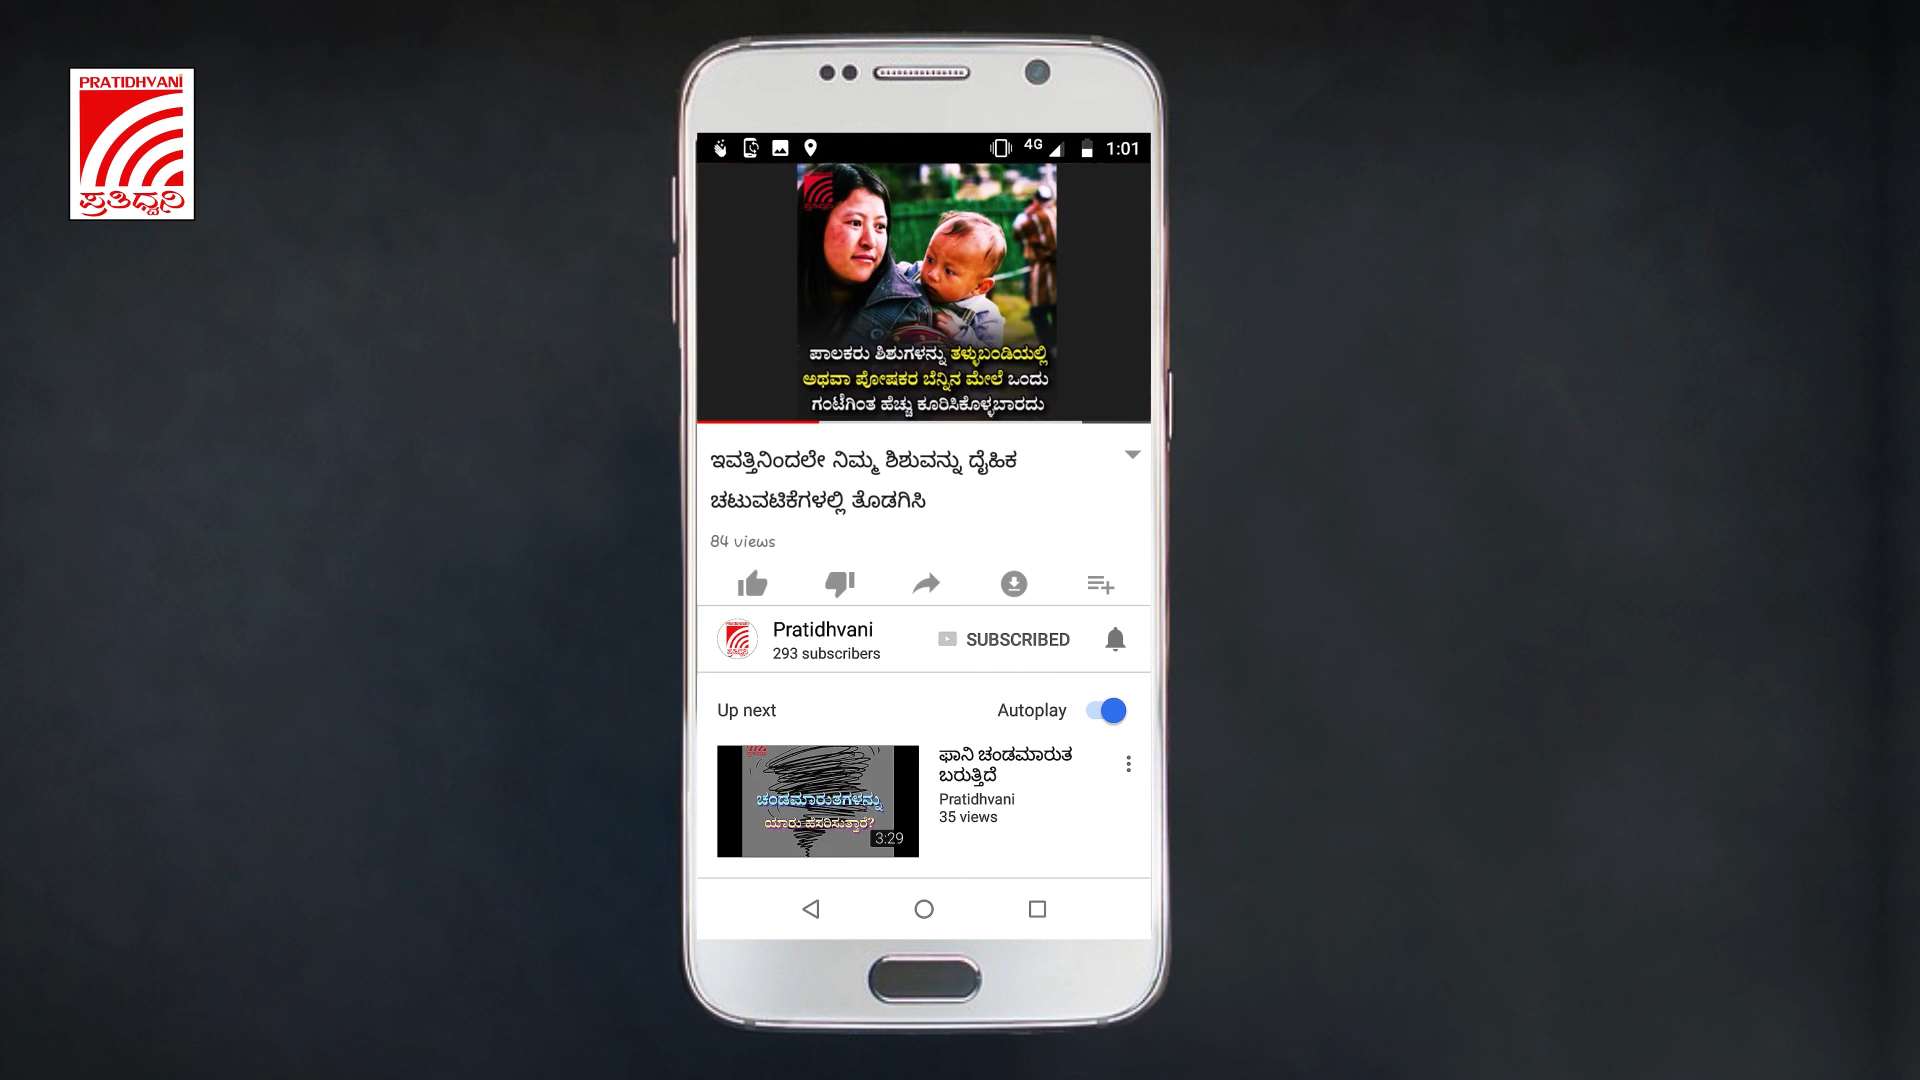 PRATIDHVANI
ಪ್ರತಿಧ್ವನಿ
4G 1:01
ಪಾಲಕರು ಶಿಶುಗಳನ್ನು ತಳ್ಳುಬಂಡಿಯಲ್ಲಿ
ಅಥವಾ ಪೋಷಕರ ಬೆನ್ನಿನ ಮೇಲೆ ಒಂದು
ಗಂಟೆಗಿಂತ ಹೆಚ್ಚು ಕೂರಿಸಿಕೊಳ್ಳಬಾರದು
ಇವತ್ತಿನಿಂದಲೇ ನಿಮ್ಮ ಶಿಶುವನ್ನು ದೈಹಿಕ
ಚಟುವಟಿಕೆಗಳಲ್ಲಿ ತೊಡಗಿಸಿ
84 views
Pratidhvani
293 subscribers
SUBSCRIBED
Up next
Autoplay
ಚಂಡಮಾರುತಗಳನ್ನು
ಯಾರು ಹೆಸರಿಸುತ್ತಾರೆ?
3:29
ಫಾನಿ ಚಂಡಮಾರುತ
ಬರುತ್ತಿದೆ
Pratidhvani
35 views